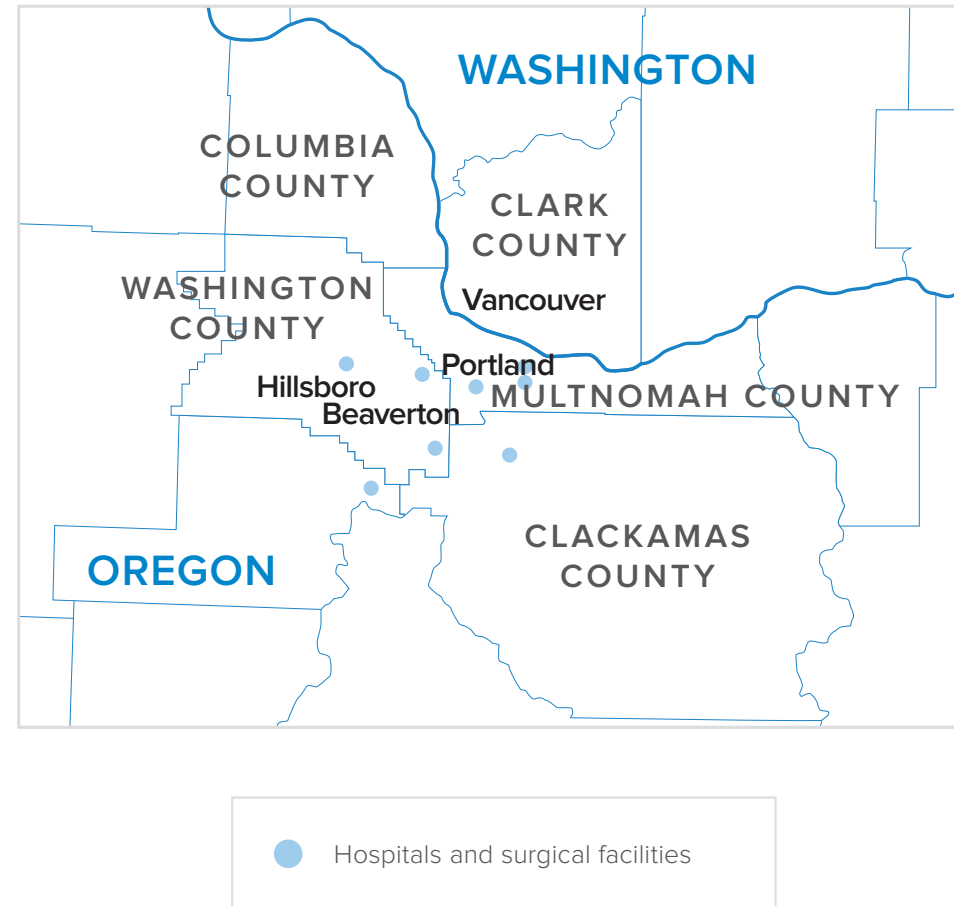 WASHINGTON
COLUMBIA
COUNTY
CLARK
COUNTY
WASHINGTON
COUNTY
Vancouver
Portland
Hillsboro
MULTNOMAH COUNTY
Beaverton
CLACKAMAS
COUNTY
OREGON
Hospitals and surgical facilities